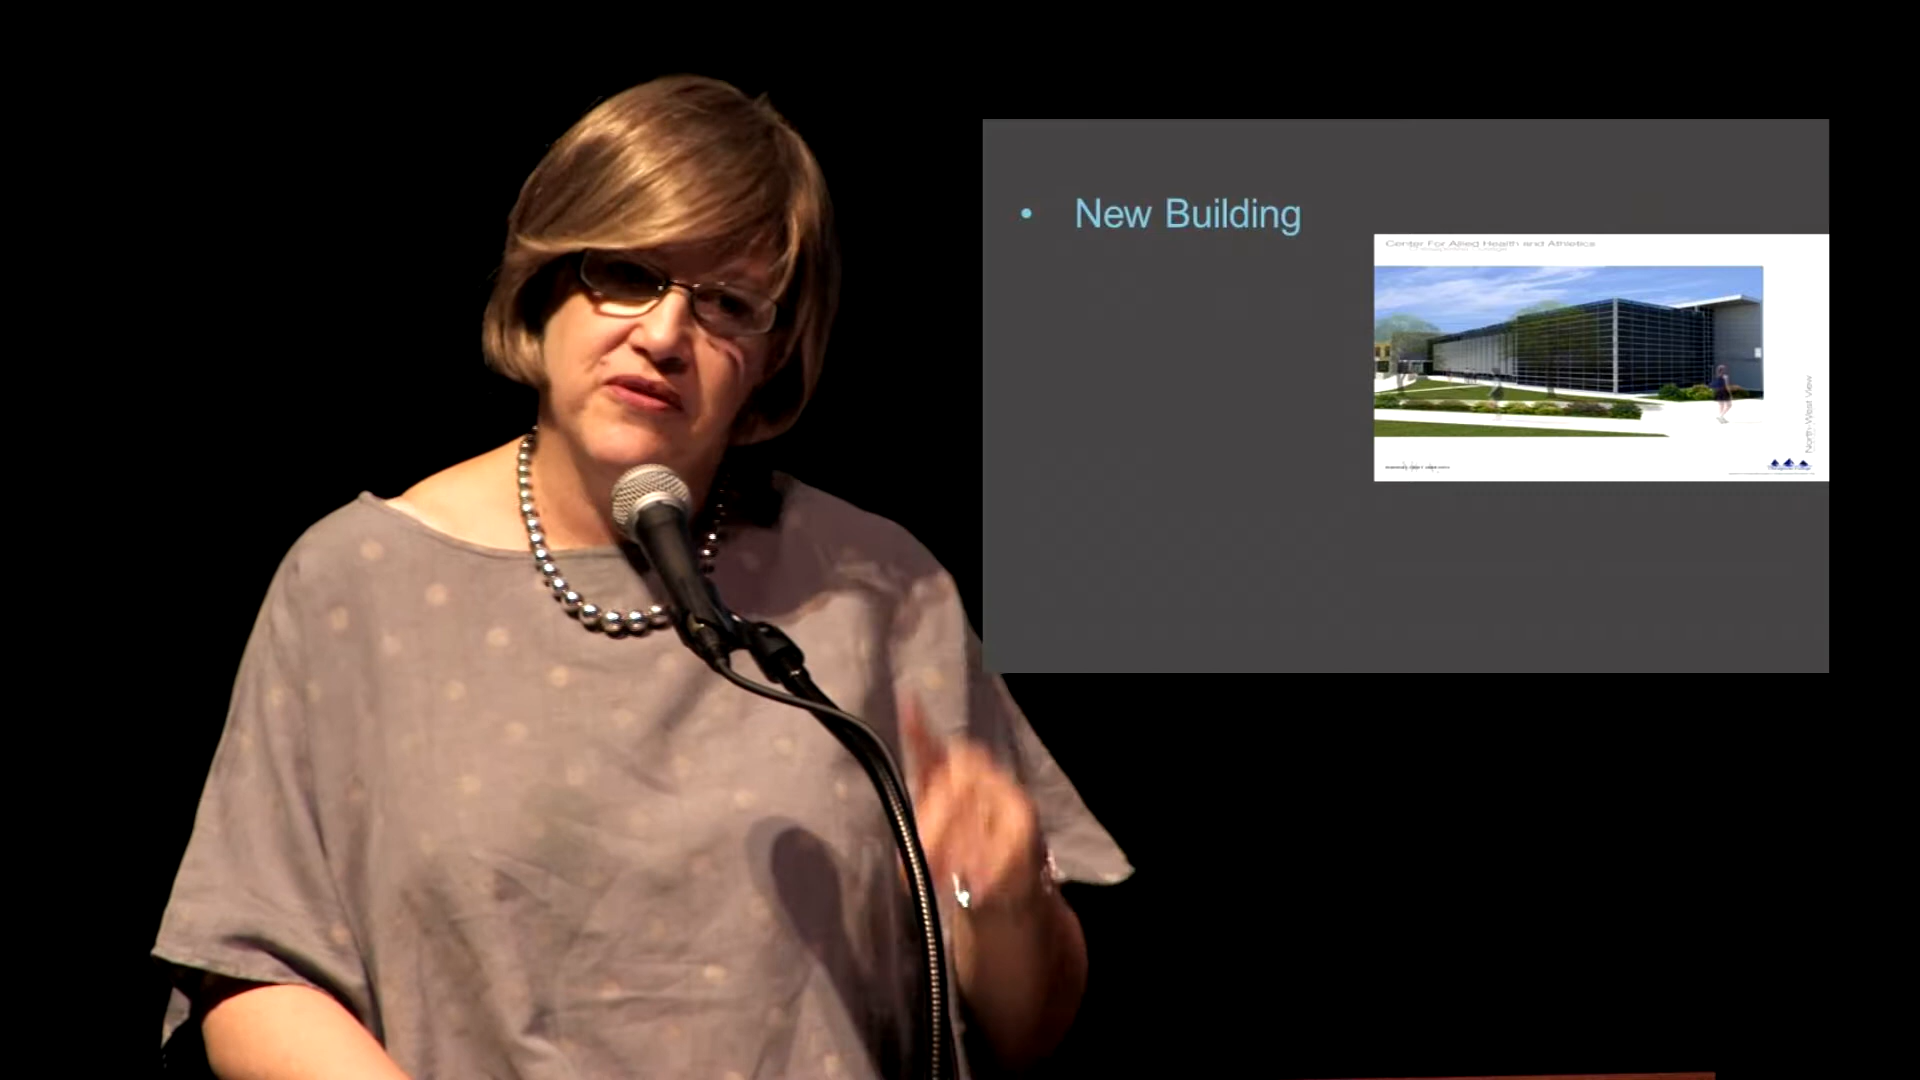 • New Building
Center For Allied Health and Athletics
North-West View